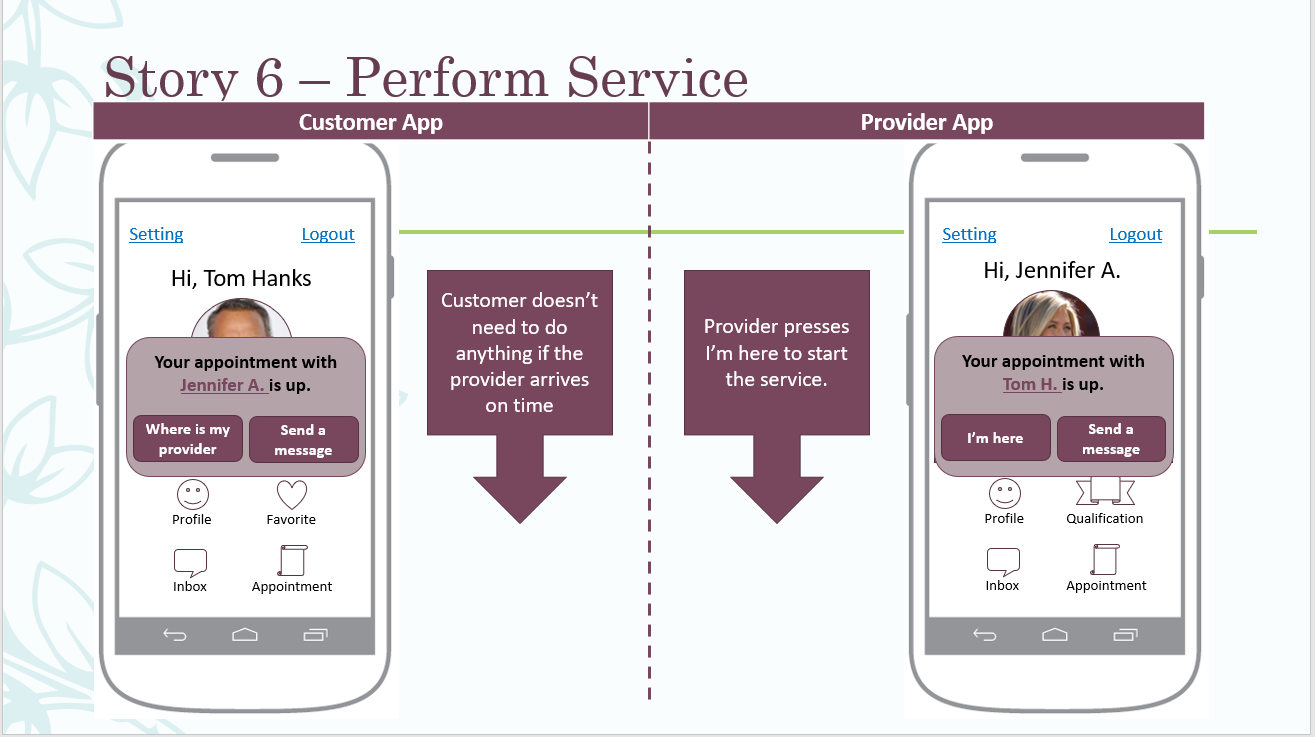 Story 6 – Perform Service
Customer App
Provider App
Setting
Logout
Hi, Tom Hanks
Your appointment with
Jennifer A. is up.
Where is my
provider
Send a
message
Profile
Favorite
Inbox
Appointment
Customer doesn’t
need to do
anything if the
provider arrives
on time
Provider presses
I’m here to start
the service.
Setting
Logout
Hi, Jennifer A.
Your appointment with
Tom H. is up.
I’m here
Send a
message
Profile
Qualification
Inbox
Appointment